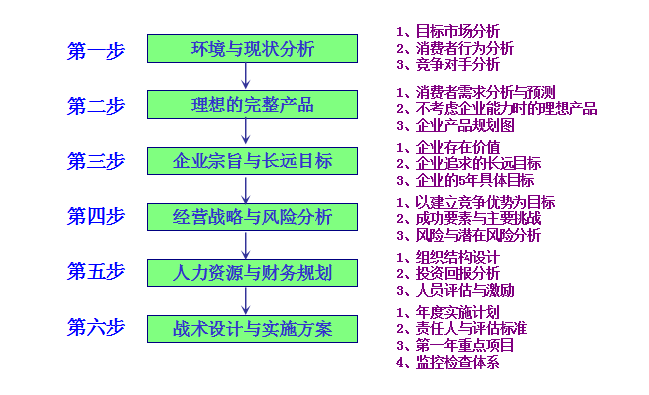 第一步
环境与现状分析
1、目标市场分析
2、消费者行为分析
3、竞争对手分析
第二步
理想的完整产品
1、消费者需求分析与预测
2、不考虑企业能力时的理想产品
3、企业产品规划图
第三步
企业宗旨与长远目标
1、企业存在价值
2、企业追求的长远目标
3、企业的5年具体目标
第四步
经营战略与风险分析
1、以建立竞争优势为目标
2、成功要素与主要挑战
3、风险与潜在风险分析
第五步
人力资源与财务规划
1、组织结构设计
2、投资回报分析
3、人员评估与激励
第六步
战术设计与实施方案
1、年度实施计划
2、责任人与评估标准
3、第一年重点项目
4、监控检查体系